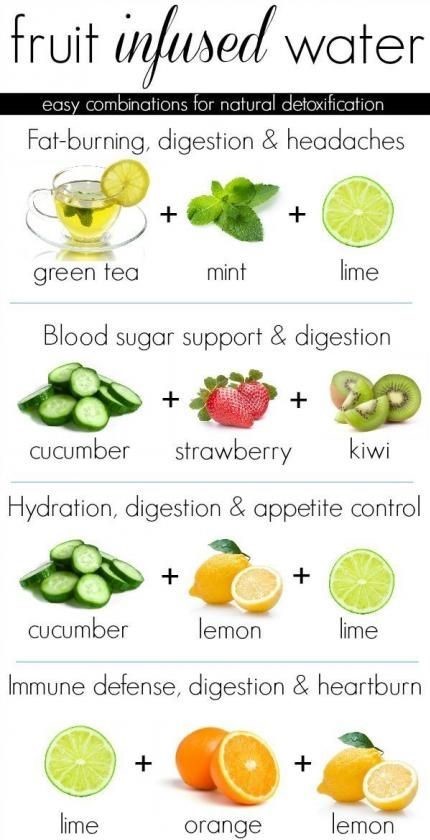 fruit infused water
easy combinations for natural detoxification
Fat-burning, digestion & headaches
+ +
green tea mint lime
Blood sugar support & digestion
+ +
cucumber strawberry kiwi
Hydration, digestion & appetite control
+ +
cucumber lemon lime
Immune defense, digestion & heartburn
+ +
lime orange lemon